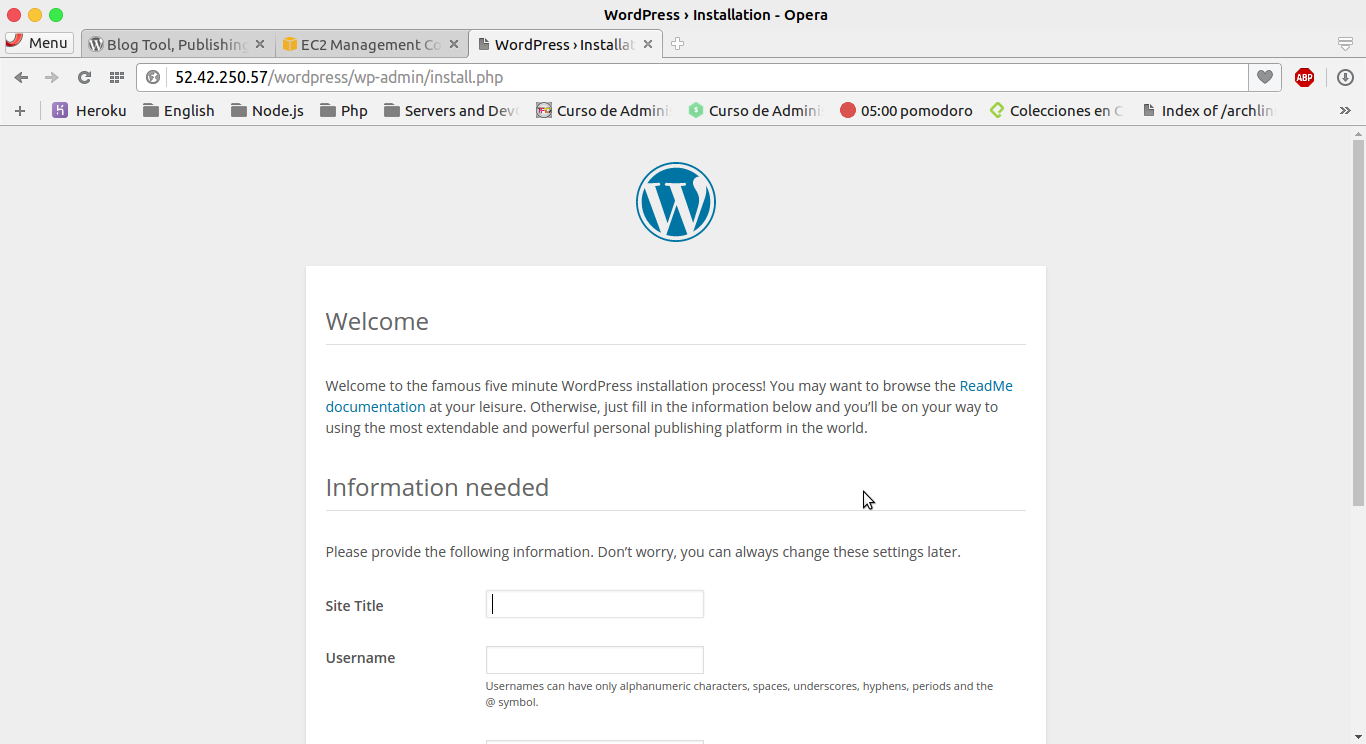 WordPress › Installation - Opera
Menu
Blog Tool, Publishing
EC2 Management Co
WordPress › Installat
52.42.250.57/wordpress/wp-admin/install.php
ABP
Heroku
English
Node.js
Php
Servers and Dev
Curso de Admini
Curso de Admini
05:00 pomodoro
Colecciones en C
Index of /archlin
Welcome
Welcome to the famous five minute WordPress installation process! You may want to browse the ReadMe
documentation at your leisure. Otherwise, just fill in the information below and you’ll be on your way to
using the most extendable and powerful personal publishing platform in the world.
Information needed
Please provide the following information. Don’t worry, you can always change these settings later.
Site Title
Username
Usernames can have only alphanumeric characters, spaces, underscores, hyphens, periods and the
@ symbol.